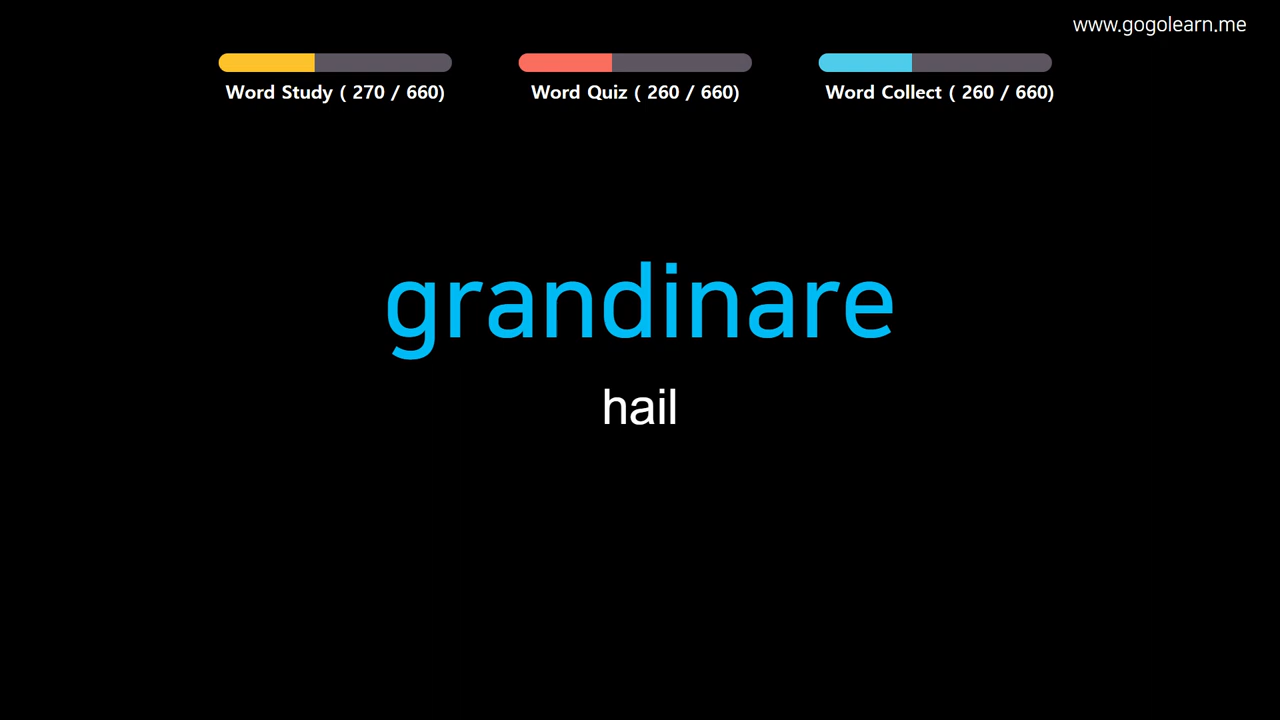 www.gogolearn.me
Word Study ( 270 / 660)
Word Quiz ( 260 / 660)
Word Collect ( 260 / 660)
grandinare
hail